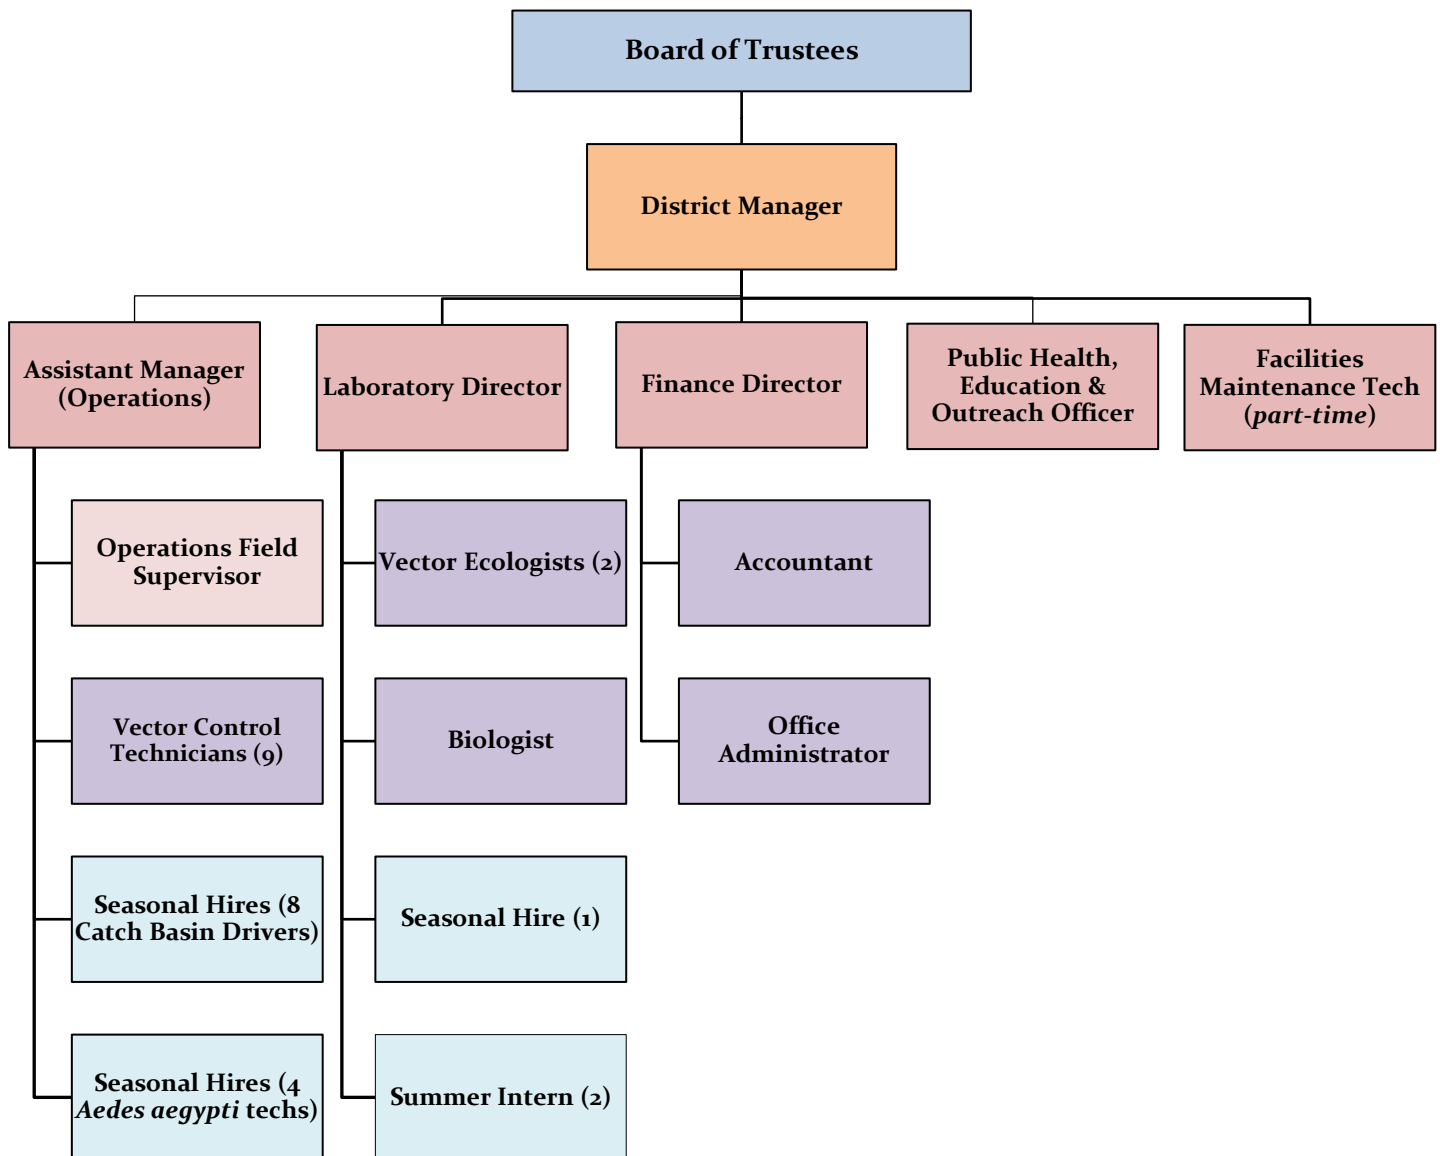 Board of Trustees
District Manager
Assistant Manager
(Operations)
Laboratory Director
Finance Director
Public Health,
Education &
Outreach Officer
Facilities
Maintenance Tech
(part-time)
Operations Field
Supervisor
Vector Ecologists (2)
Accountant
Vector Control
Technicians (9)
Biologist
Office
Administrator
Seasonal Hires (8
Catch Basin Drivers)
Seasonal Hire (1)
Seasonal Hires (4
Aedes aegypti techs)
Summer Intern (2)